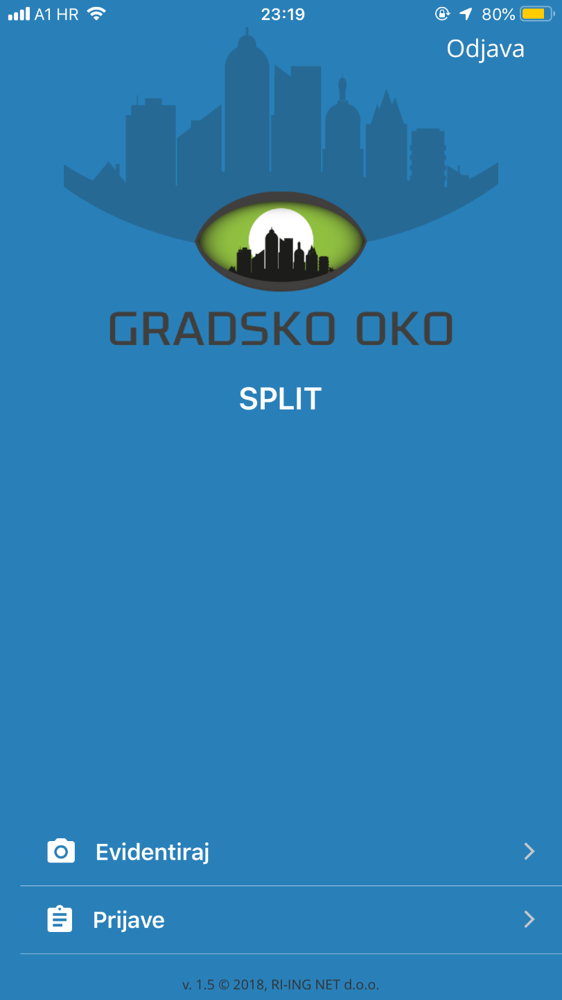 A1 HR 23:19 80%
Odjava
GRADSKO OKO
SPLIT
Evidentiraj
Prijave
v. 1.5 © 2018, RI-ING NET d.o.o.